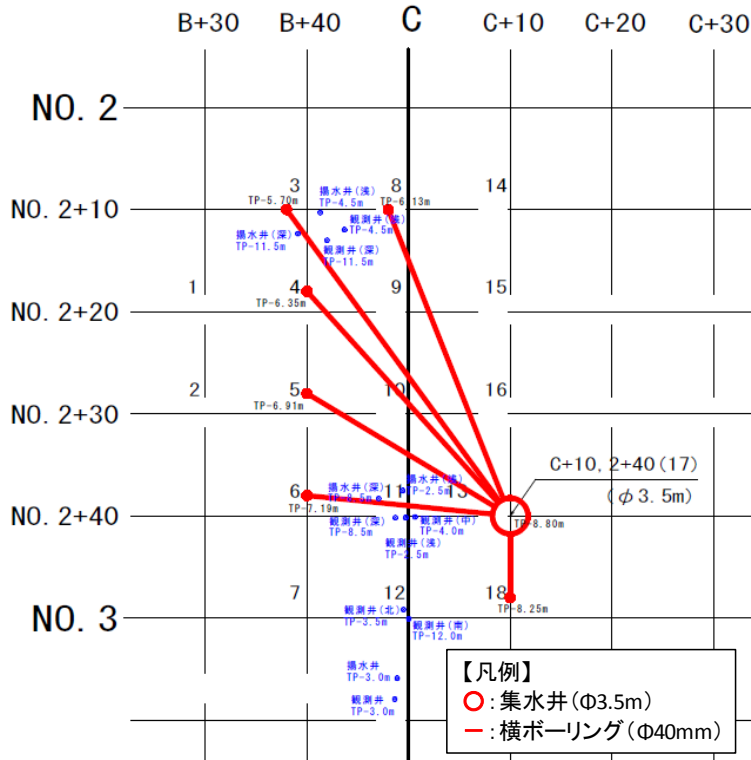 B+30 B+40 C C+10 C+20 C+30
NO. 2
3
8
14
TP-5.70m
揚水井(浅)
TP-4.5m
TP-6.13m
NO. 2+10
観測井(浅)
TP-4.5m
揚水井(深)
TP-11.5m
観測井(深)
TP-11.5m
1
4
9
15
TP-6.35m
NO. 2+20
2
5
10
16
TP-6.91m
NO. 2+30
C+10, 2+40(17)
(φ3.5m)
6
揚水井(深)
TP-8.5m
11
揚水井(浅)
TP-2.5m
13
TP-7.19m
NO. 2+40
観測井(深)
TP-8.5m
観測井(中)
TP-4.0m
TP-8.80m
観測井(浅)
TP-2.5m
7
12
18
TP-8.25m
観測井(北)
TP-3.5m
NO. 3
観測井(南)
TP-12.0m
揚水井
TP-3.0m
観測井
TP-3.0m
【凡例】
:集水井(Φ3.5m)
:横ボーリング(Φ40mm)